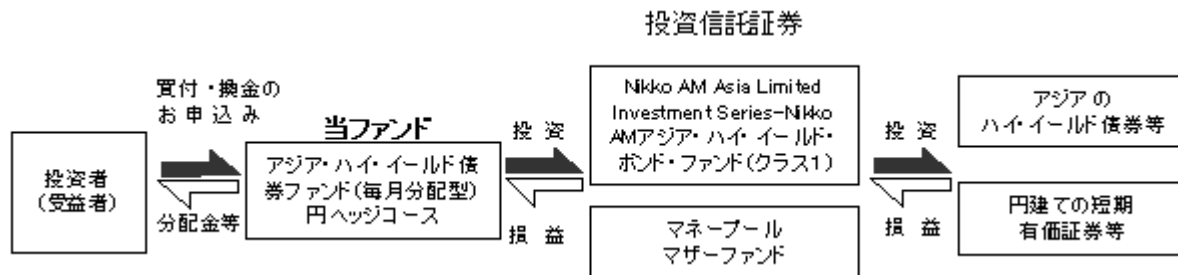 投資信託証券
買付・換金の
お申込み
投資者
(受益者)
分配金等
当ファンド
アジア・ハイ・イールド債
券ファンド(毎月分配型)
円ヘッジコース
投 資
損 益
Nikko AM Asia Limited
Investment Series-Nikko
AMアジア・ハイ・イールド・
ボンド・ファンド(クラス1)
マネープール
マザーファンド
投 資
損 益
アジアの
ハイ・イールド債券等
円建ての短期
有価証券等